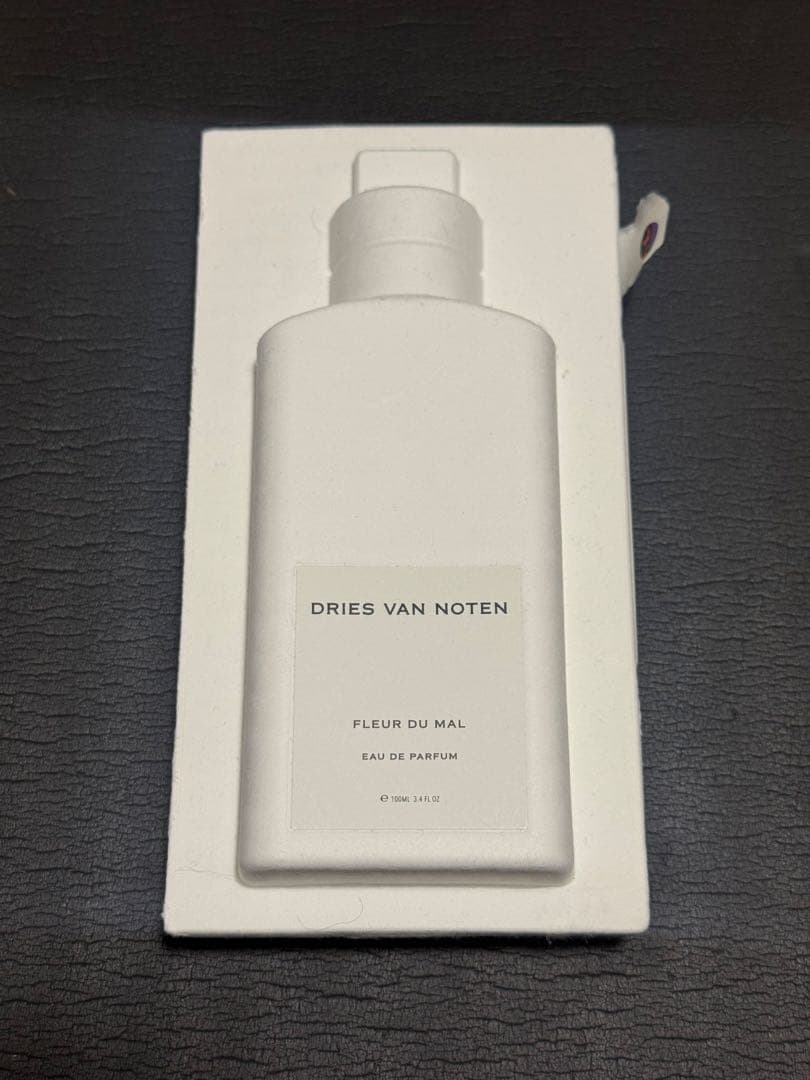 DRIES VAN NOTEN
FLEUR DU MAL
EAU DE PARFUM
℮ 100ML 3.4 FL OZ